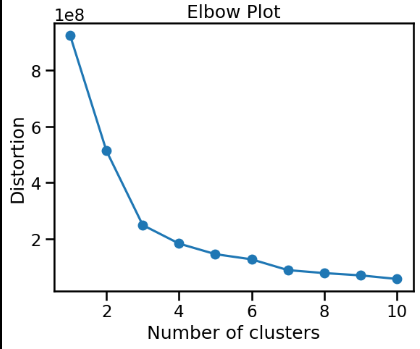 Elbow Plot
1e8
8
6
4
2
Distortion
2 4 6 8 10
Number of clusters